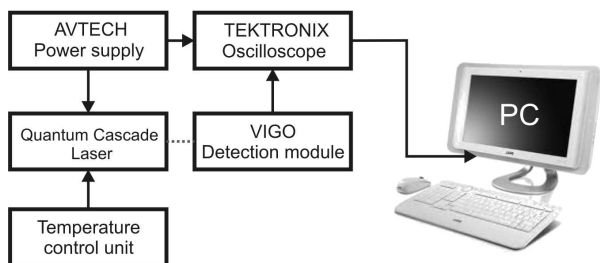 AVTECH
Power supply
TEKTRONIX
Oscilloscope
Quantum Cascade
Laser
VIGO
Detection module
Temperature
control unit
PC